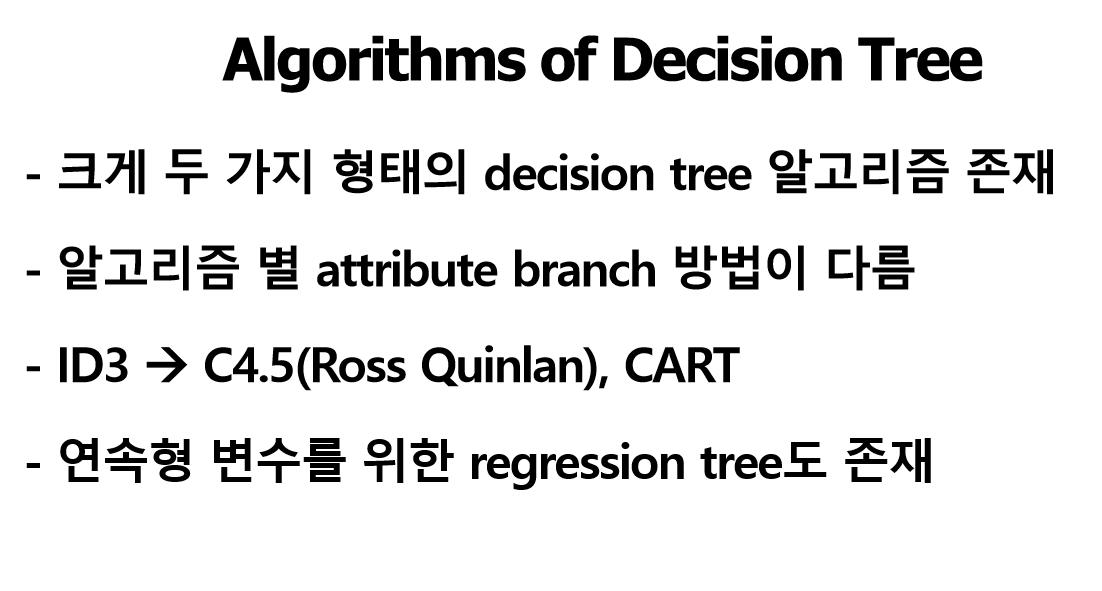 Algorithms of Decision Tree
- 크게 두 가지 형태의 decision tree 알고리즘 존재
- 알고리즘 별 attribute branch 방법이 다름
- ID3 → C4.5(Ross Quinlan), CART
- 연속형 변수를 위한 regression tree도 존재